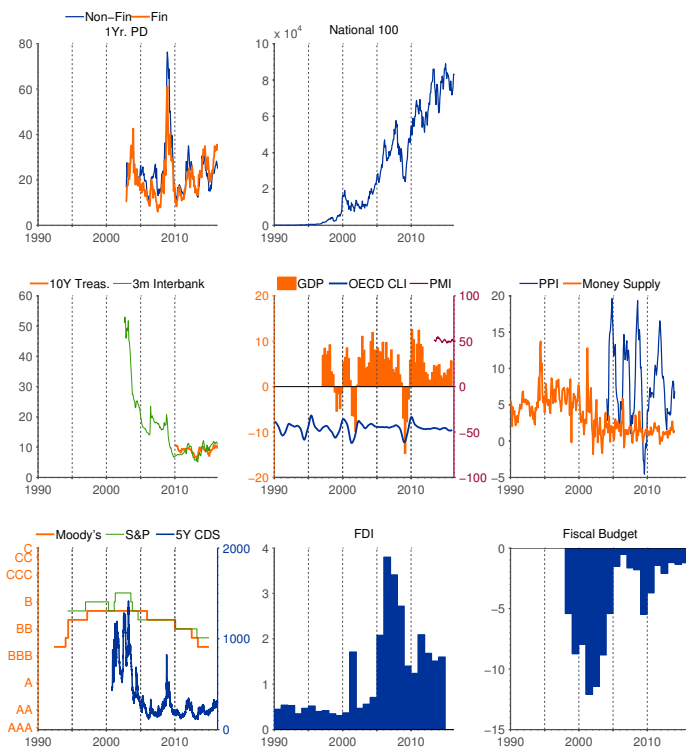 Non−Fin Fin
1Yr. PD
80
60
40
20
0
1990 2000 2010
National 100
x 10^4
10
8
6
4
2
0
1990 2000 2010
10Y Treas. 3m Interbank
60
50
40
30
20
10
0
1990 2000 2010
GDP OECD CLI PMI
20
10
0
−10
−20
100
50
0
−50
−100
1990 2000 2010
PPI Money Supply
20
15
10
5
0
−5
1990 2000 2010
Moody's S&P 5Y CDS
C
CC
CCC
B
BB
BBB
A
AA
AAA
2000
1000
0
1990 2000 2010
FDI
4
3
2
1
0
1990 2000 2010
Fiscal Budget
0
−5
−10
−15
1990 2000 2010